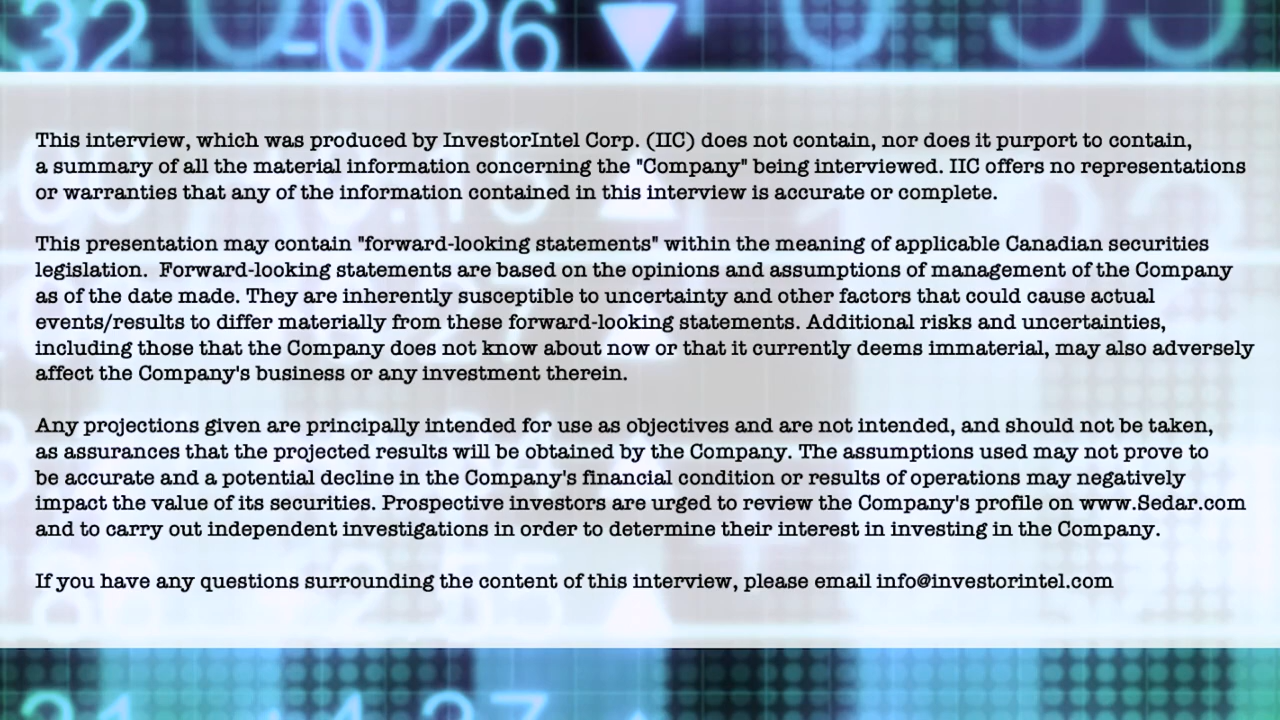 32 -0.26 ▼ 0.55
This interview, which was produced by InvestorIntel Corp. (IIC) does not contain, nor does it purport to contain,
a summary of all the material information concerning the "Company" being interviewed. IIC offers no representations
or warranties that any of the information contained in this interview is accurate or complete.
This presentation may contain "forward-looking statements" within the meaning of applicable Canadian securities
legislation.  Forward-looking statements are based on the opinions and assumptions of management of the Company
as of the date made. They are inherently susceptible to uncertainty and other factors that could cause actual
events/results to differ materially from these forward-looking statements. Additional risks and uncertainties,
including those that the Company does not know about now or that it currently deems immaterial, may also adversely
affect the Company's business or any investment therein.
Any projections given are principally intended for use as objectives and are not intended, and should not be taken,
as assurances that the projected results will be obtained by the Company. The assumptions used may not prove to
be accurate and a potential decline in the Company's financial condition or results of operations may negatively
impact the value of its securities. Prospective investors are urged to review the Company's profile on www.Sedar.com
and to carry out independent investigations in order to determine their interest in investing in the Company.
If you have any questions surrounding the content of this interview, please email info@investorintel.com